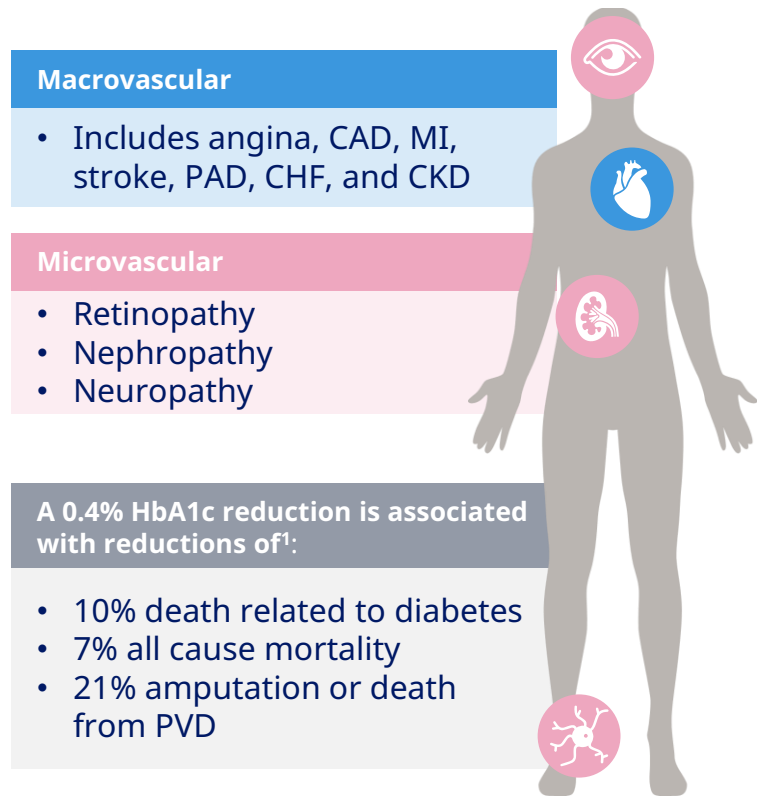 Macrovascular
• Includes angina, CAD, MI,
stroke, PAD, CHF, and CKD
Microvascular
• Retinopathy
• Nephropathy
• Neuropathy
A 0.4% HbA1c reduction is associated
with reductions of¹:
• 10% death related to diabetes
• 7% all cause mortality
• 21% amputation or death
from PVD